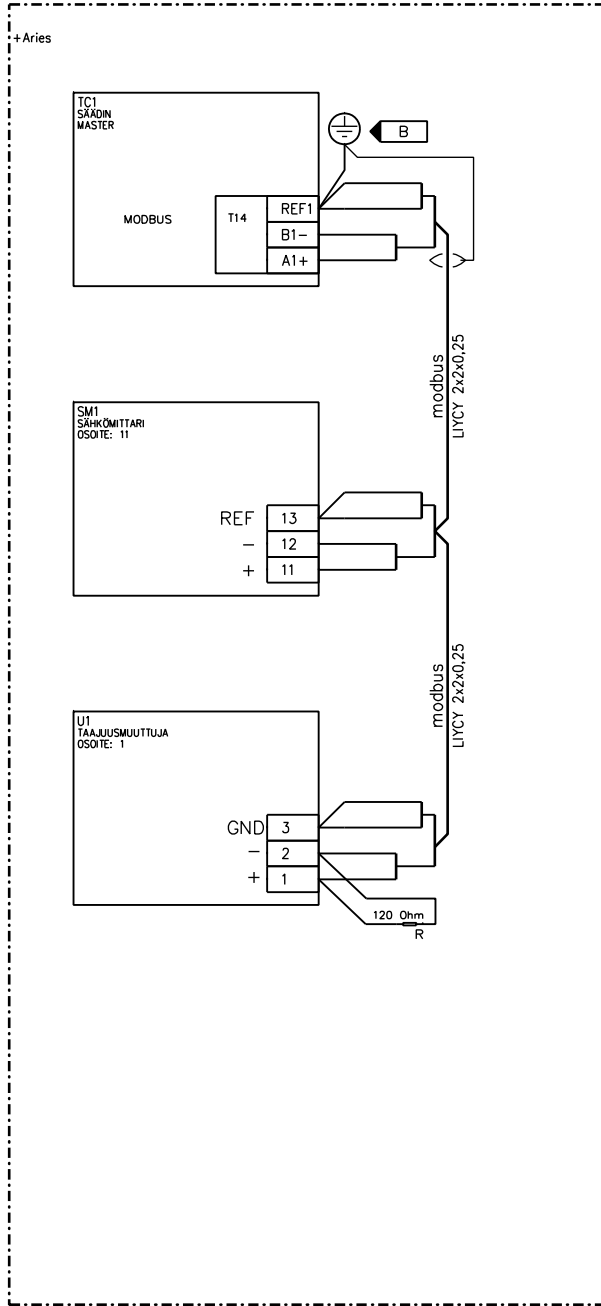 +Aries
TC1
SÄÄDIN
MASTER
B
MODBUS
T14
REF1
B1-
A1+
modbus
LIYCY 2x2x0,25
SM1
SÄHKÖMITTARI
OSOITE: 11
REF 13
- 12
+ 11
modbus
LIYCY 2x2x0,25
U1
TAAJUUSMUUTTUJA
OSOITE: 1
GND 3
- 2
+ 1
120 Ohm
R